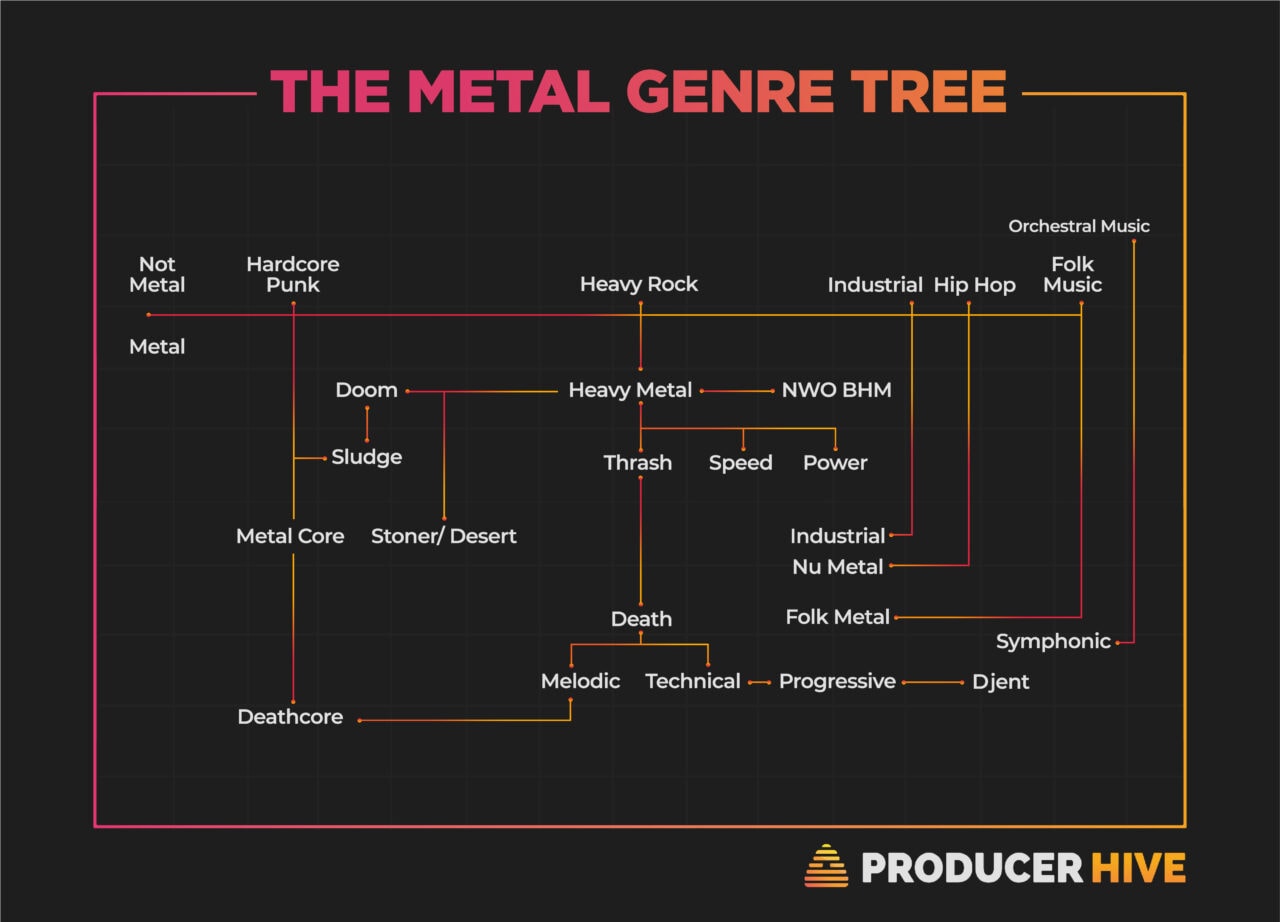 THE METAL GENRE TREE
Orchestral Music
Not
Metal
Hardcore
Punk
Heavy Rock
Industrial
Hip Hop
Folk
Music
Metal
Doom
Heavy Metal
NWO BHM
Sludge
Thrash
Speed
Power
Metal Core
Stoner/ Desert
Industrial
Nu Metal
Folk Metal
Death
Symphonic
Melodic
Technical
Progressive
Djent
Deathcore
PRODUCER HIVE